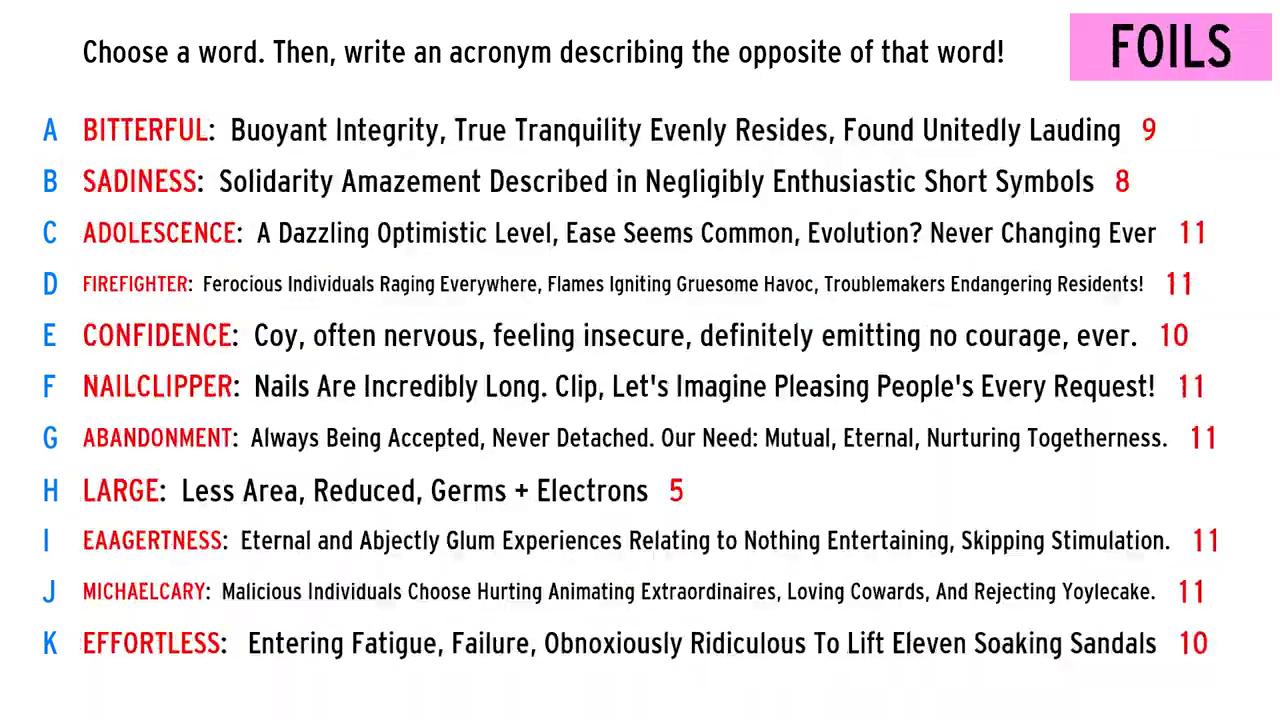 Choose a word. Then, write an acronym describing the opposite of that word!
FOILS
A BITTERFUL: Buoyant Integrity, True Tranquility Evenly Resides, Found Unitedly Lauding 9
B SADINESS: Solidarity Amazement Described in Negligibly Enthusiastic Short Symbols 8
C ADOLESCENCE: A Dazzling Optimistic Level, Ease Seems Common, Evolution? Never Changing Ever 11
D FIREFIGHTER: Ferocious Individuals Raging Everywhere, Flames Igniting Gruesome Havoc, Troublemakers Endangering Residents! 11
E CONFIDENCE: Coy, often nervous, feeling insecure, definitely emitting no courage, ever. 10
F NAILCLIPPER: Nails Are Incredibly Long. Clip, Let's Imagine Pleasing People's Every Request! 11
G ABANDONMENT: Always Being Accepted, Never Detached. Our Need: Mutual, Eternal, Nurturing Togetherness. 11
H LARGE: Less Area, Reduced, Germs + Electrons 5
I EAAGERTNESS: Eternal and Abjectly Glum Experiences Relating to Nothing Entertaining, Skipping Stimulation. 11
J MICHAELCARY: Malicious Individuals Choose Hurting Animating Extraordinaires, Loving Cowards, And Rejecting Yoylecake. 11
K EFFORTLESS: Entering Fatigue, Failure, Obnoxiously Ridiculous To Lift Eleven Soaking Sandals 10